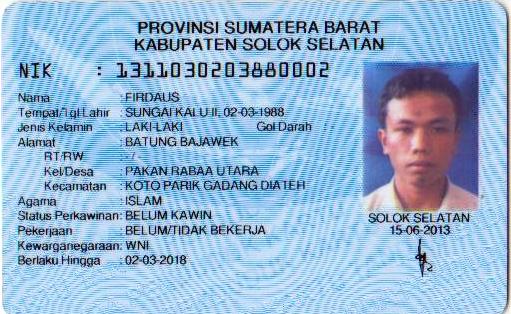 PROVINSI SUMATERA BARAT
KABUPATEN SOLOK SELATAN
NIK : 1311030203880002
Nama : FIRDAUS
Tempat/Tgl Lahir : SUNGAI KALU II, 02-03-1988
Jenis Kelamin : LAKI-LAKI Gol Darah :
Alamat : BATUNG BAJAWEK
RT/RW : - / -
Kel/Desa : PAKAN RABAA UTARA
Kecamatan : KOTO PARIK GADANG DIATEH
Agama : ISLAM
Status Perkawinan: BELUM KAWIN
Pekerjaan : BELUM/TIDAK BEKERJA
Kewarganegaraan: WNI
Berlaku Hingga : 02-03-2018
SOLOK SELATAN
15-06-2013